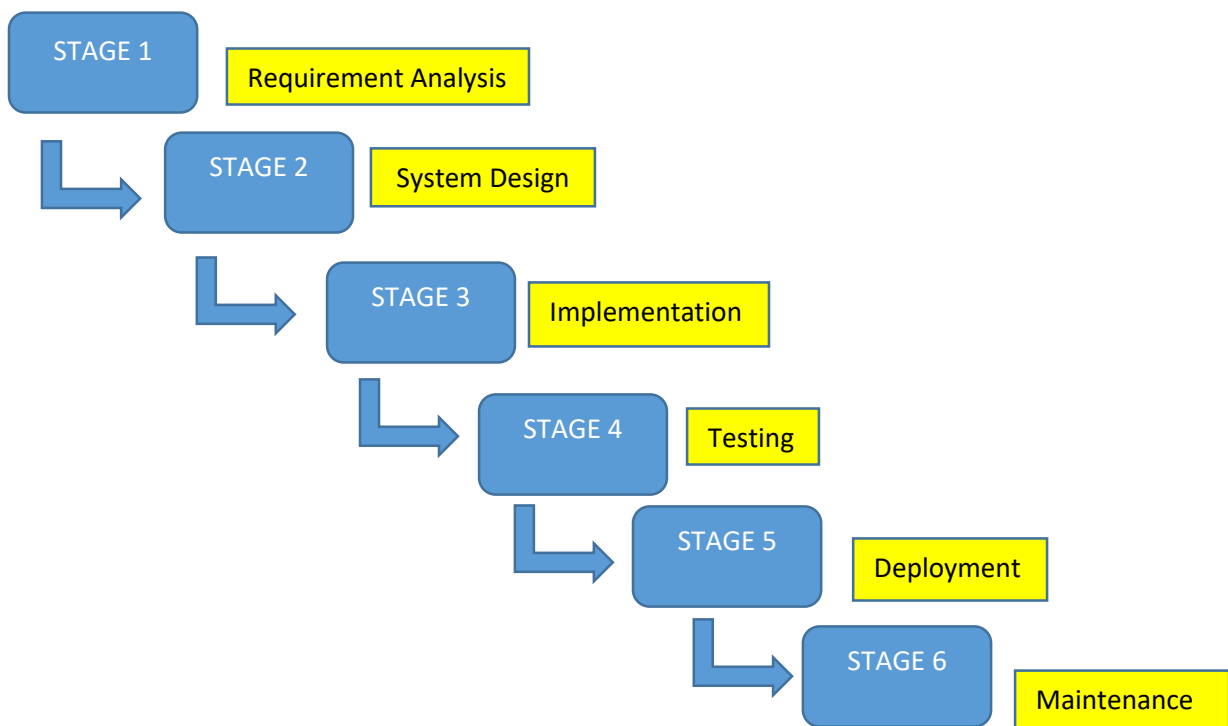 STAGE 1
Requirement Analysis
STAGE 2
System Design
STAGE 3
Implementation
STAGE 4
Testing
STAGE 5
Deployment
STAGE 6
Maintenance